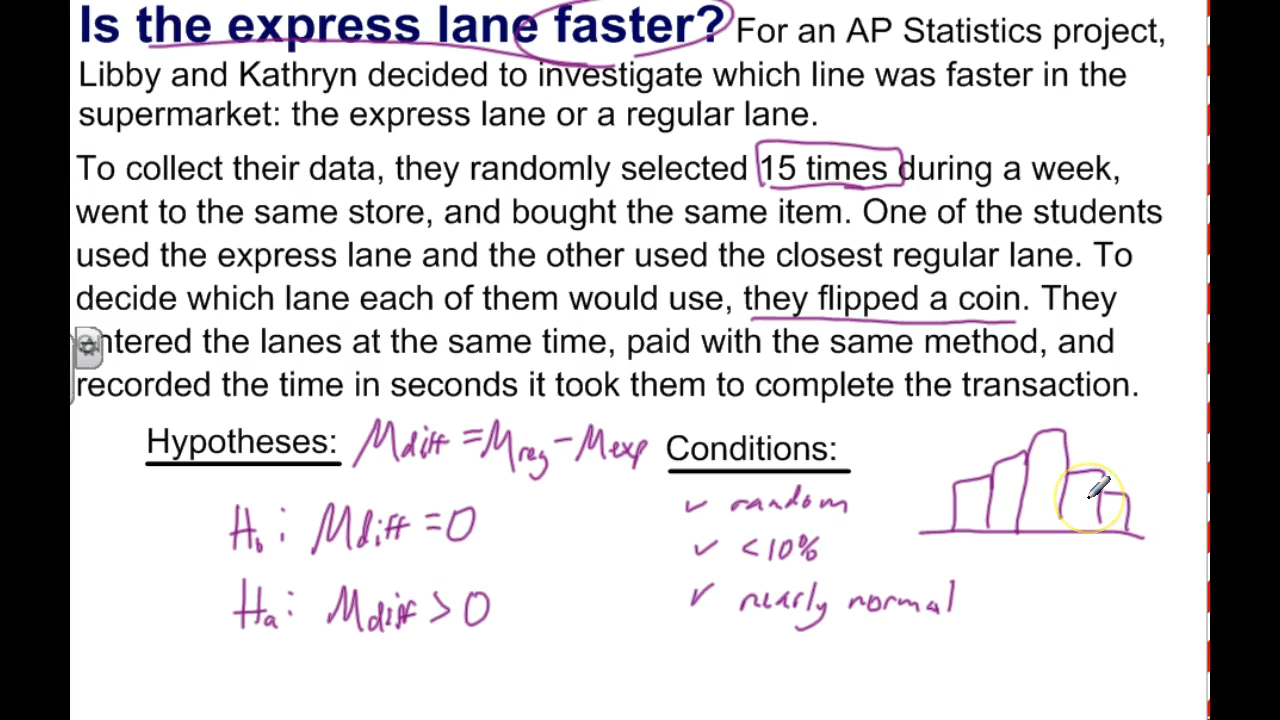 Is the express lane faster? For an AP Statistics project,
Libby and Kathryn decided to investigate which line was faster in the
supermarket: the express lane or a regular lane.
To collect their data, they randomly selected 15 times during a week,
went to the same store, and bought the same item. One of the students
used the express lane and the other used the closest regular lane. To
decide which lane each of them would use, they flipped a coin. They
entered the lanes at the same time, paid with the same method, and
recorded the time in seconds it took them to complete the transaction.
Hypotheses: Mdiff = Mreg - Mexp
H₀: Mdiff = 0
Ha: Mdiff > 0
Conditions:
✓ random
✓ <10%
✓ nearly normal